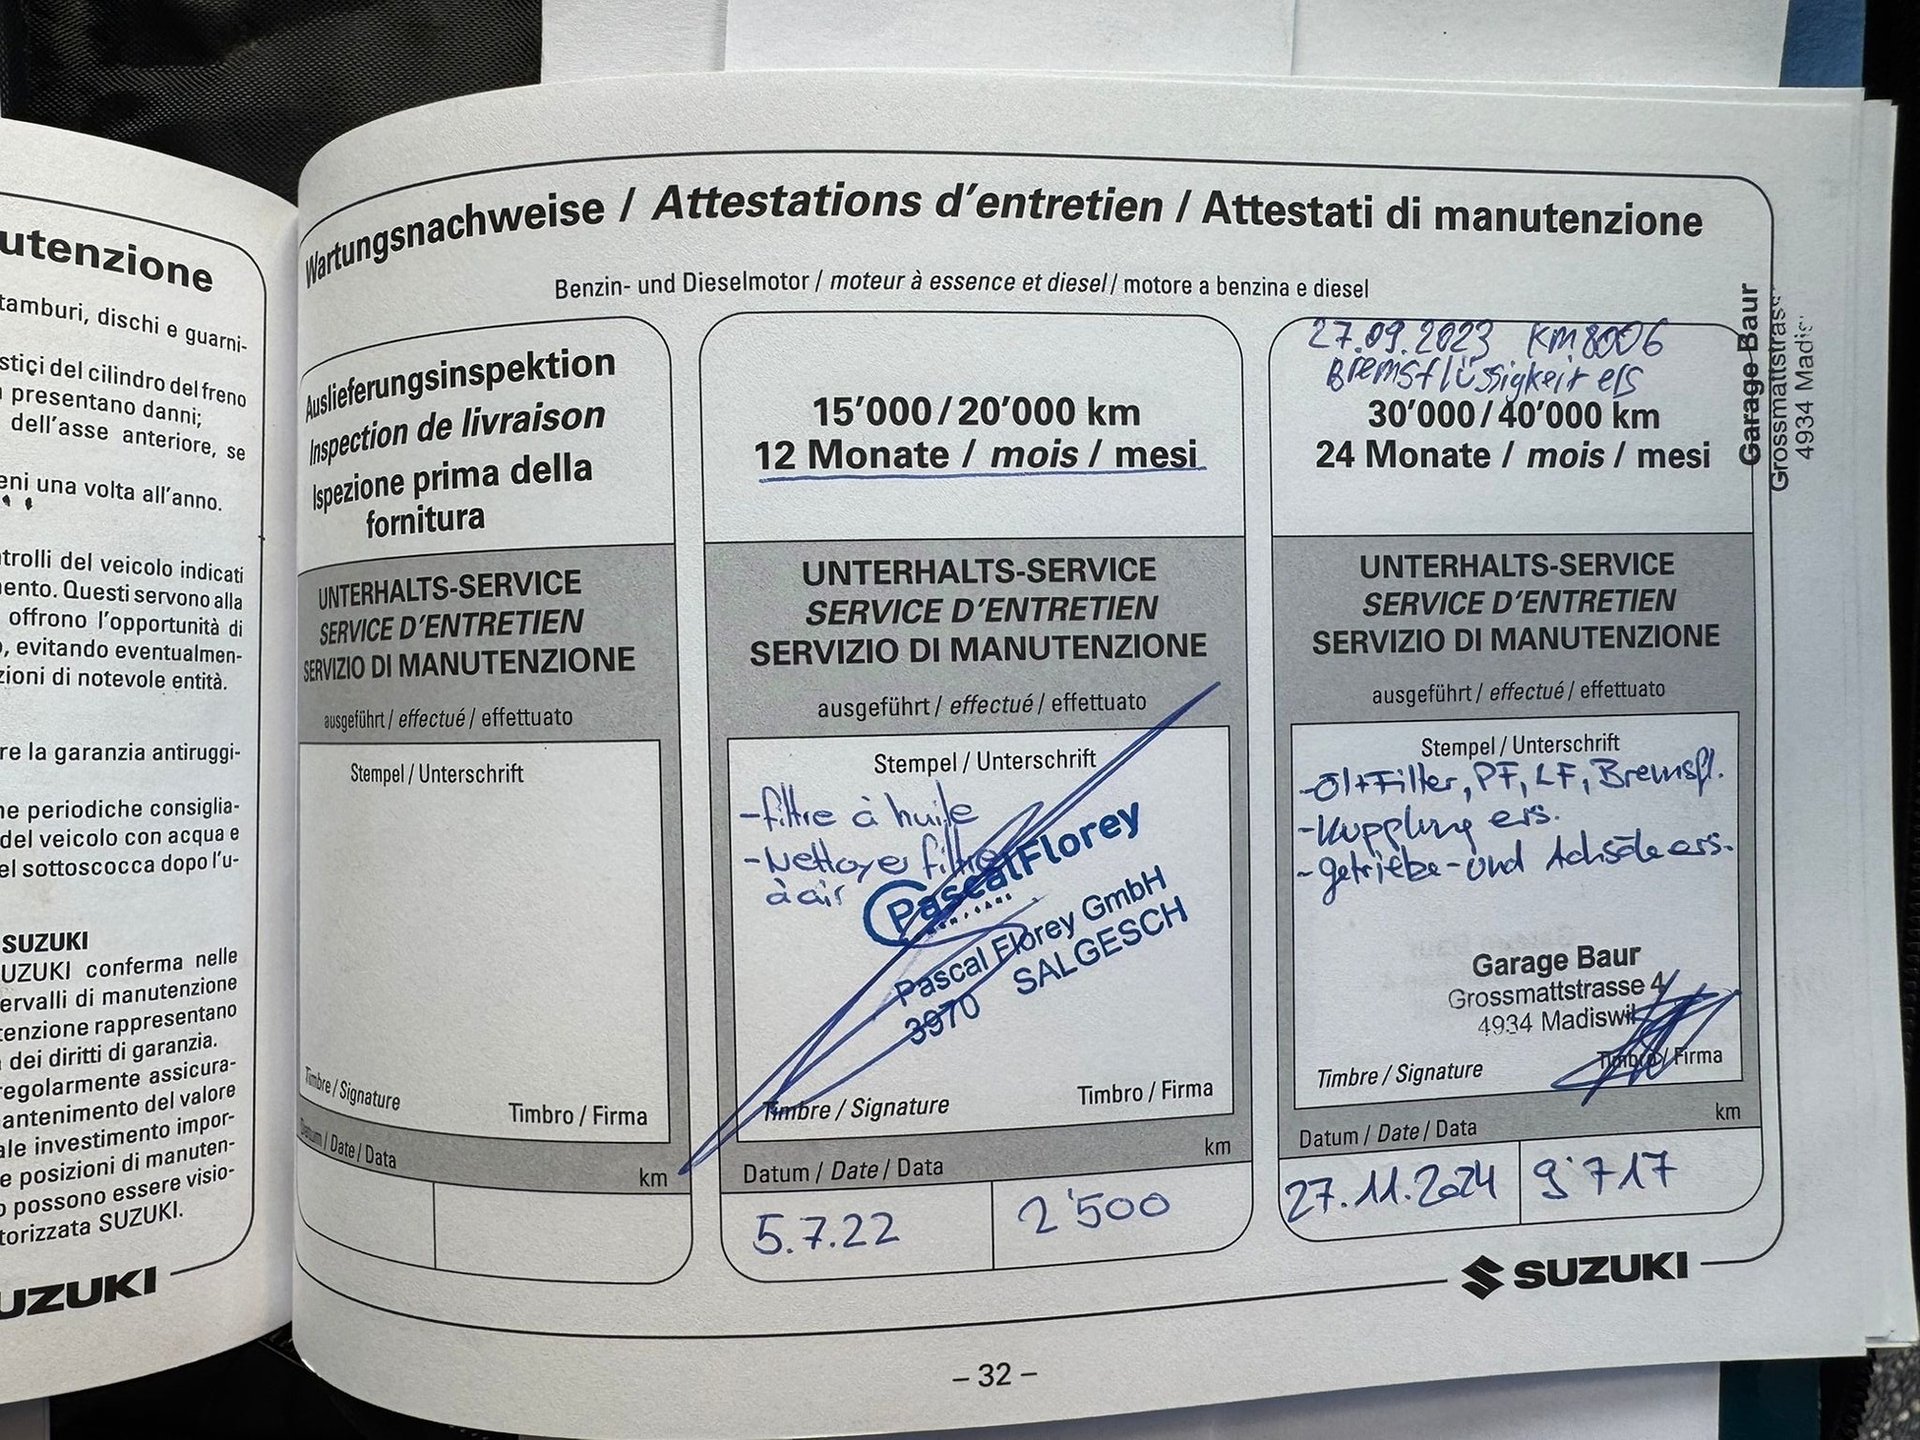 utenzione
tamburi, dischi e guarni-
stici del cilindro del freno
presentano danni;
dell'asse anteriore, se
eni una volta all'anno.
trolli del veicolo indicati
ento. Questi servono alla
offrono l'opportunità di
o, evitando eventualmen-
zioni di notevole entità.
re la garanzia antiruggi-
ne periodiche consiglia-
del veicolo con acqua e
el sottoscocca dopo l'u-
SUZUKI
UZUKI conferma nelle
ervalli di manutenzione
tenzione rappresentano
dei diritti di garanzia.
regolarmente assicura-
antenimento del valore
ale investimento impor-
e posizioni di manuten-
o possono essere visio-
torizzata SUZUKI.
UZUKI
Wartungsnachweise / Attestations d'entretien / Attestati di manutenzione
Benzin- und Dieselmotor / moteur à essence et diesel / motore a benzina e diesel
Auslieferungsinspektion
Inspection de livraison
Ispezione prima della
fornitura
UNTERHALTS-SERVICE
SERVICE D'ENTRETIEN
SERVIZIO DI MANUTENZIONE
ausgeführt / effectué / effettuato
Stempel / Unterschrift
Timbre / Signature
Timbro / Firma
Datum / Date / Data
km
15'000 / 20'000 km
12 Monate / mois / mesi
UNTERHALTS-SERVICE
SERVICE D'ENTRETIEN
SERVIZIO DI MANUTENZIONE
ausgeführt / effectué / effettuato
Stempel / Unterschrift
- filtre à huile
- Nettoyer filtre
à air
Pascal Florey
Pascal Florey GmbH
3970 SALGESCH
Timbre / Signature
Timbro / Firma
Datum / Date / Data
km
5.7.22
2'500
27.09.2023 KM 8006
Bremsflüssigkeit ers
30'000 / 40'000 km
24 Monate / mois / mesi
UNTERHALTS-SERVICE
SERVICE D'ENTRETIEN
SERVIZIO DI MANUTENZIONE
ausgeführt / effectué / effettuato
Stempel / Unterschrift
- Öl+Filter, PF, LF, Bremsfl.
- Kupplung ers.
- Getriebe- und Achsöle ers.
Garage Baur
Grossmattstrasse 4
4934 Madiswil
Timbre / Signature
Timbro / Firma
Datum / Date / Data
km
27.11.2024
9'717
Garage Baur
Grossmattstrass
4934 Madis
SUZUKI
– 32 –